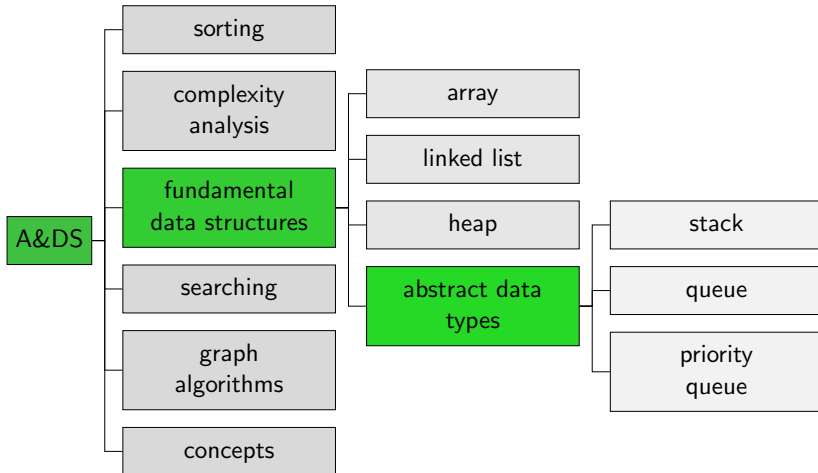 A&DS
sorting
complexity
analysis
fundamental
data structures
searching
graph
algorithms
concepts
array
linked list
heap
abstract data
types
stack
queue
priority
queue